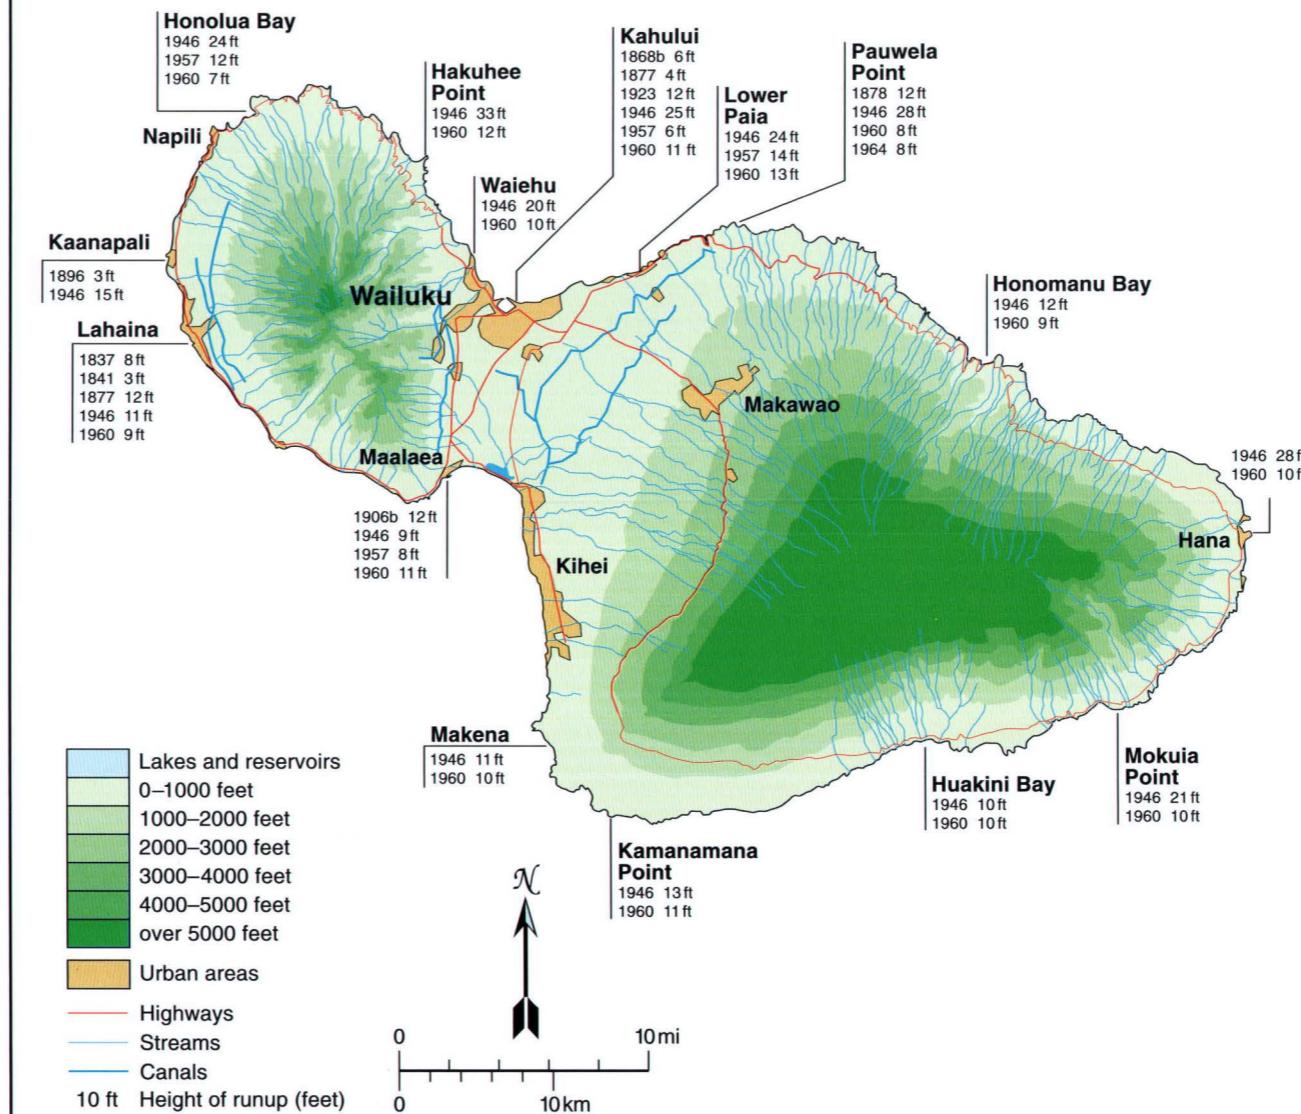 Honolua Bay
1946 24 ft
1957 12 ft
1960 7 ft
Hakuhee
Point
1946 33 ft
1960 12 ft
Kahului
1868b 6 ft
1877 4 ft
1923 12 ft
1946 25 ft
1957 6 ft
1960 11 ft
Lower
Paia
1946 24 ft
1957 14 ft
1960 13 ft
Pauwela
Point
1878 12 ft
1946 28 ft
1960 8 ft
1964 8 ft
Napili
Waiehu
1946 20 ft
1960 10 ft
Kaanapali
1896 3 ft
1946 15 ft
Wailuku
Honomanu Bay
1946 12 ft
1960 9 ft
Lahaina
1837 8 ft
1841 3 ft
1877 12 ft
1946 11 ft
1960 9 ft
Makawao
Maalaea
1906b 12 ft
1946 9 ft
1957 8 ft
1960 11 ft
1946 28 f
1960 10 f
Hana
Kihei
Makena
1946 11 ft
1960 10 ft
Huakini Bay
1946 10 ft
1960 10 ft
Mokuia
Point
1946 21 ft
1960 10 ft
Kamanamana
Point
1946 13 ft
1960 11 ft
Lakes and reservoirs
0–1000 feet
1000–2000 feet
2000–3000 feet
3000–4000 feet
4000–5000 feet
over 5000 feet
Urban areas
Highways
Streams
Canals
10 ft Height of runup (feet)
N
0 10 mi
0 10 km